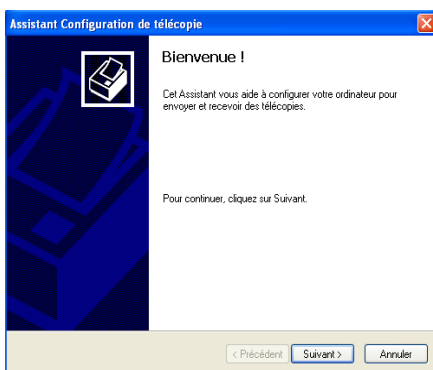 Assistant Configuration de télécopie
Bienvenue !
Cet Assistant vous aide à configurer votre ordinateur pour
envoyer et recevoir des télécopies.
Pour continuer, cliquez sur Suivant.
< Précédent Suivant > Annuler